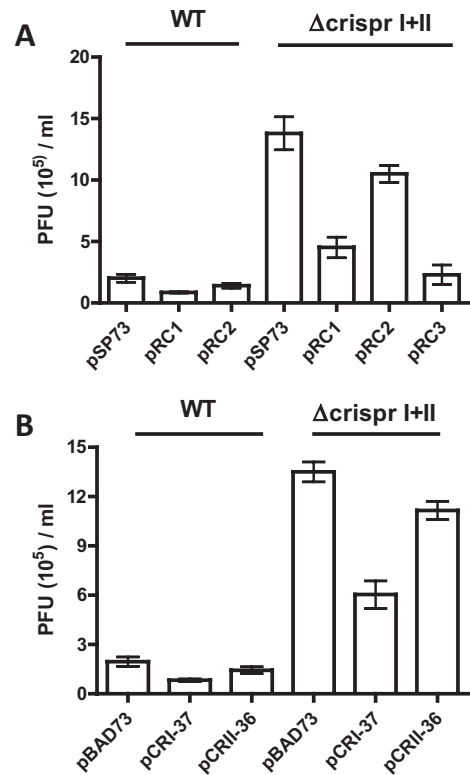 A
WT
Δcrispr I+II
PFU (10⁵) / ml
20
15
10
5
0
pSP73
pRC1
pRC2
pSP73
pRC1
pRC2
pRC3
B
WT
Δcrispr I+II
PFU (10⁵) / ml
15
12
9
6
3
0
pBAD73
pCRI-37
pCRII-36
pBAD73
pCRI-37
pCRII-36